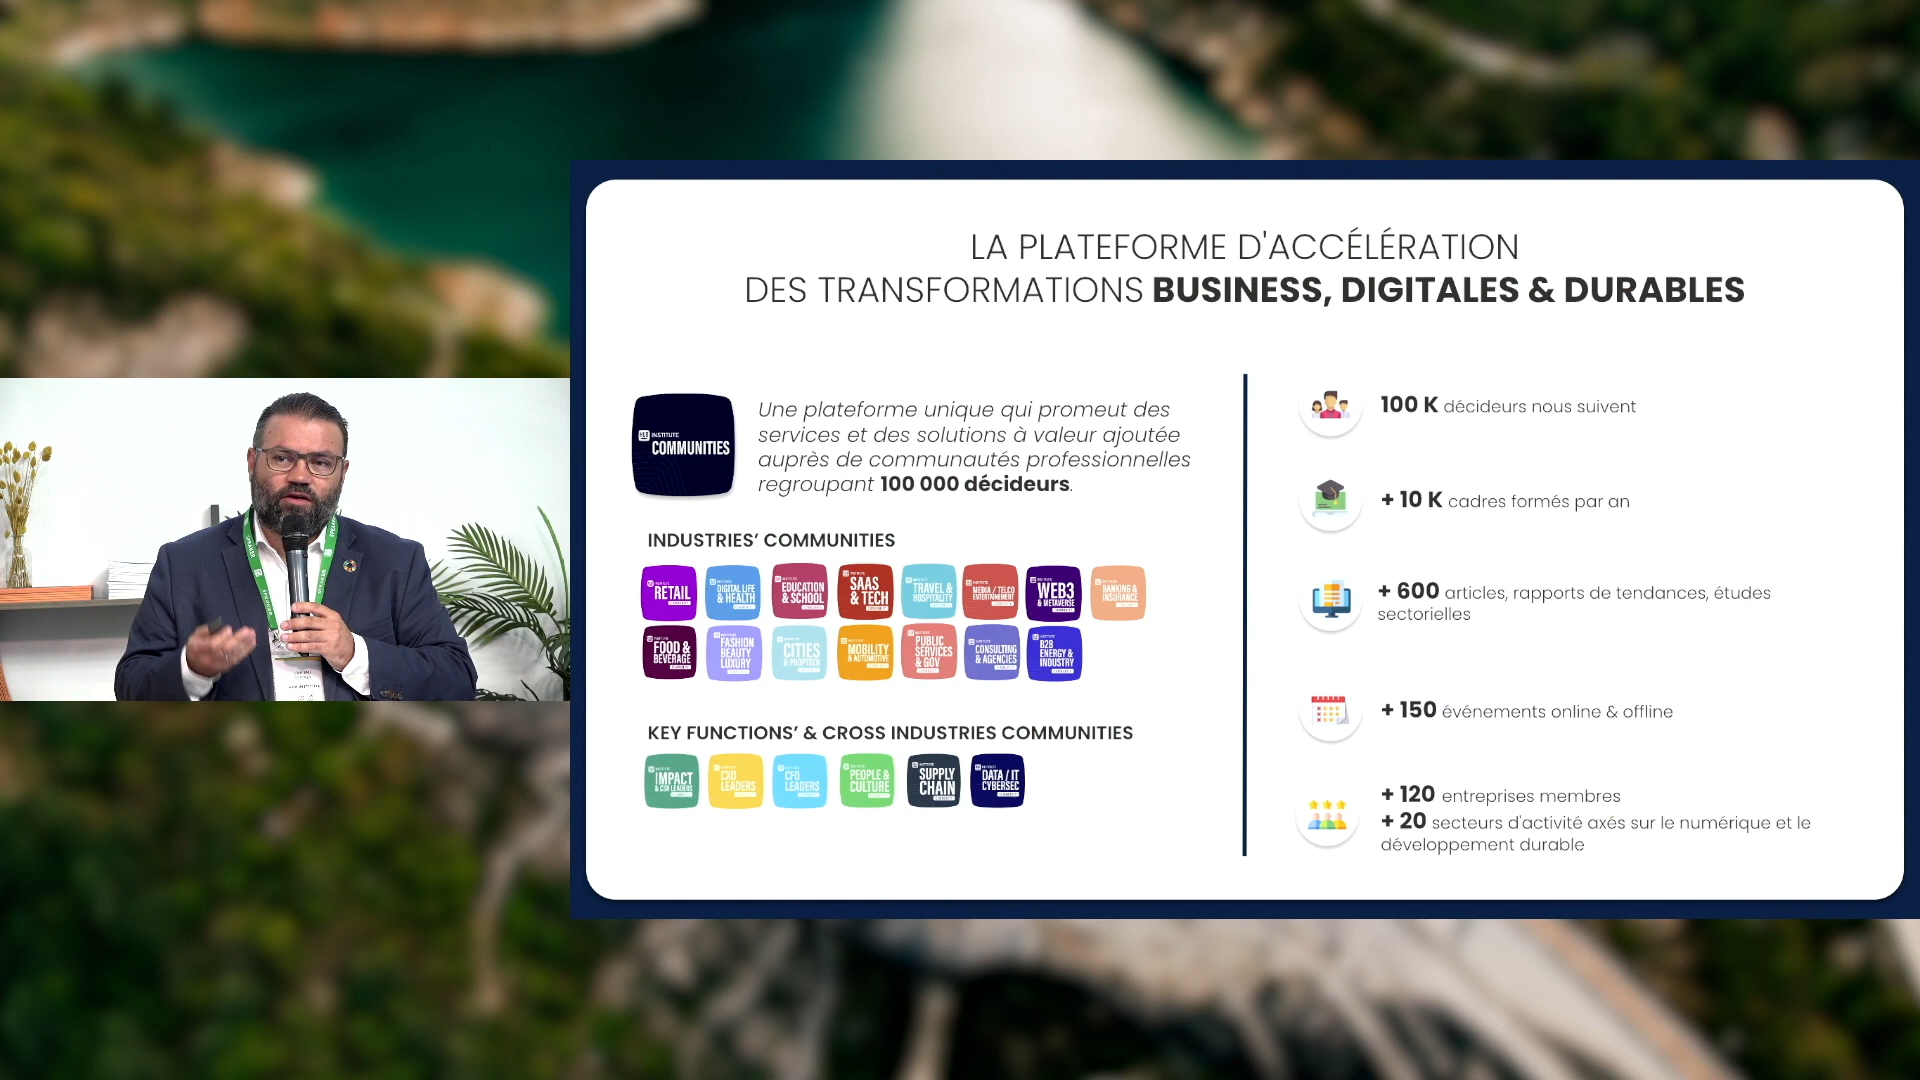 LA PLATEFORME D'ACCÉLÉRATION
DES TRANSFORMATIONS BUSINESS, DIGITALES & DURABLES
INSTITUTE
COMMUNITIES
Une plateforme unique qui promeut des
services et des solutions à valeur ajoutée
auprès de communautés professionnelles
regroupant 100 000 décideurs.
INDUSTRIES’ COMMUNITIES
RETAIL
DIGITAL LIFE
& HEALTH
EDUCATION
& SCHOOL
SAAS
& TECH
TRAVEL &
HOSPITALITY
MEDIA / TELCO
ENTERTAINEMENT
WEB3
& METAVERSE
BANKING &
INSURANCE
FOOD &
BEVERAGE
FASHION
BEAUTY
LUXURY
CITIES
& PROPTECH
MOBILITY
& AUTOMOTIVE
PUBLIC
SERVICES
& GOV
CONSULTING
& AGENCIES
B2B
ENERGY &
INDUSTRY
KEY FUNCTIONS’ & CROSS INDUSTRIES COMMUNITIES
IMPACT
& CSR LEADERS
CXO
LEADERS
CFO
LEADERS
PEOPLE &
CULTURE
SUPPLY
CHAIN
DATA / IT
CYBERSEC
100 K décideurs nous suivent
+ 10 K cadres formés par an
+ 600 articles, rapports de tendances, études
sectorielles
+ 150 événements online & offline
+ 120 entreprises membres
+ 20 secteurs d'activité axés sur le numérique et le
développement durable
SPEAKER
SPEAKER